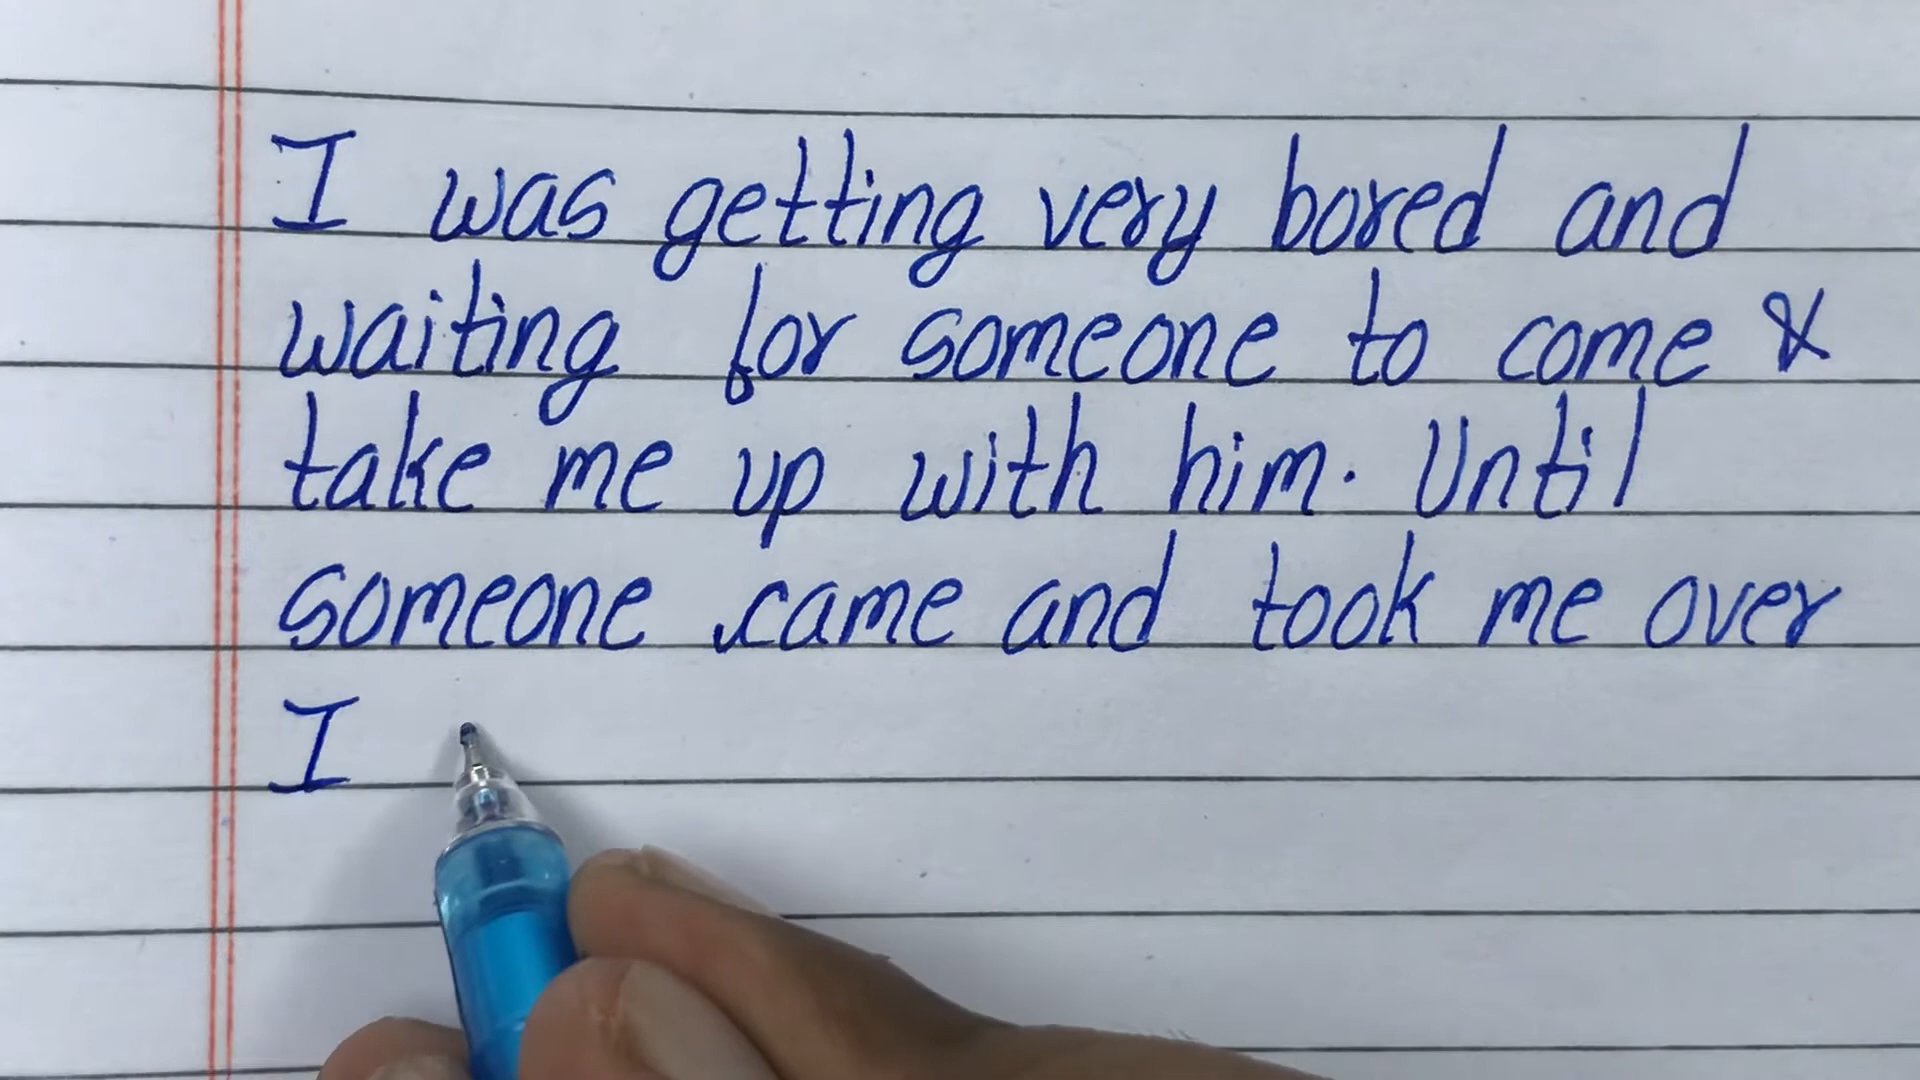 I was getting very bored and
waiting for someone to come &
take me up with him. Until
someone came and took me over
I